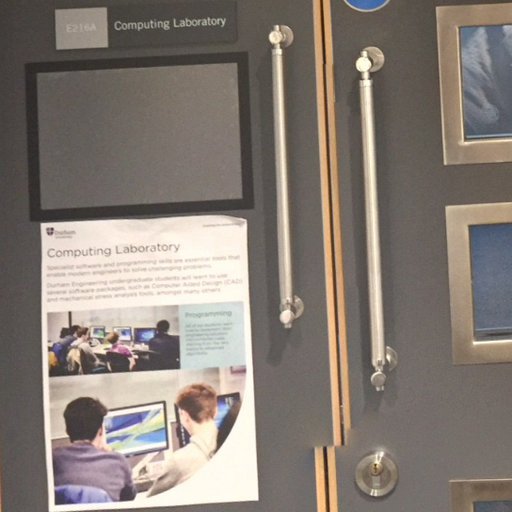 E216A
Computing Laboratory
Durham
Computing Laboratory
Specialist software and programming skills are essential tools that
enable modern engineers to solve challenging problems.
Durham Engineering undergraduate students will learn to use
several software packages, such as Computer Aided Design (CAD)
and mechanical stress analysis tools, amongst many others.
Programming